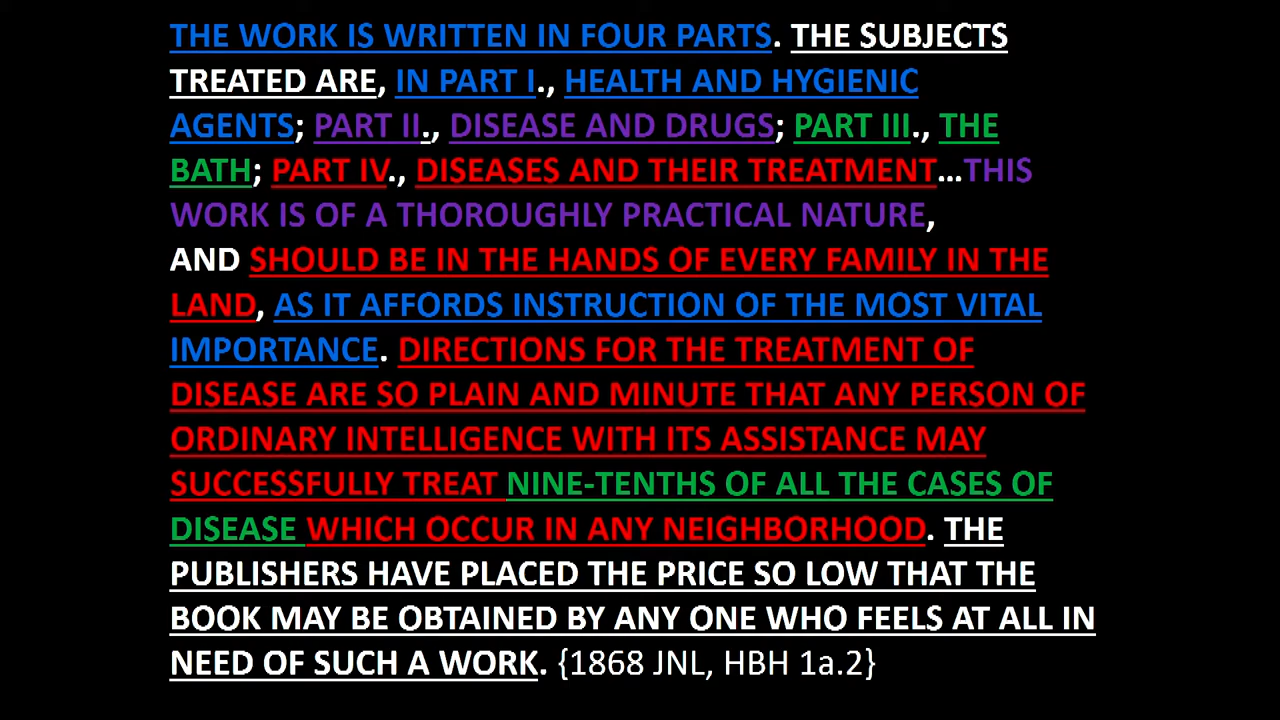 THE WORK IS WRITTEN IN FOUR PARTS. THE SUBJECTS
TREATED ARE, IN PART I., HEALTH AND HYGIENIC
AGENTS; PART II., DISEASE AND DRUGS; PART III., THE
BATH; PART IV., DISEASES AND THEIR TREATMENT…THIS
WORK IS OF A THOROUGHLY PRACTICAL NATURE,
AND SHOULD BE IN THE HANDS OF EVERY FAMILY IN THE
LAND, AS IT AFFORDS INSTRUCTION OF THE MOST VITAL
IMPORTANCE. DIRECTIONS FOR THE TREATMENT OF
DISEASE ARE SO PLAIN AND MINUTE THAT ANY PERSON OF
ORDINARY INTELLIGENCE WITH ITS ASSISTANCE MAY
SUCCESSFULLY TREAT NINE-TENTHS OF ALL THE CASES OF
DISEASE WHICH OCCUR IN ANY NEIGHBORHOOD. THE
PUBLISHERS HAVE PLACED THE PRICE SO LOW THAT THE
BOOK MAY BE OBTAINED BY ANY ONE WHO FEELS AT ALL IN
NEED OF SUCH A WORK. {1868 JNL, HBH 1a.2}